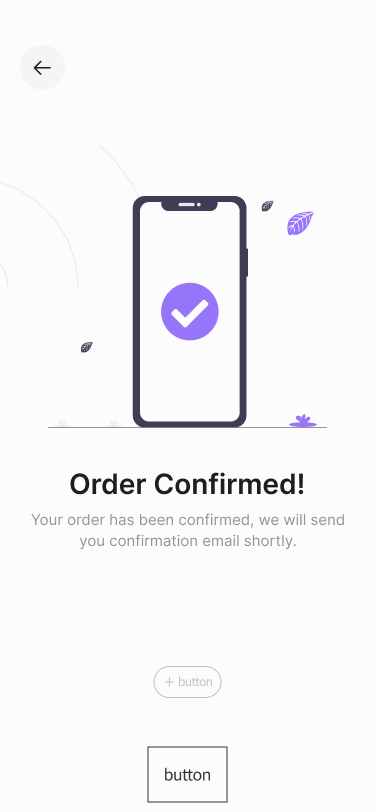 Order Confirmed!
Your order has been confirmed, we will send
you confirmation email shortly.
+ button
button